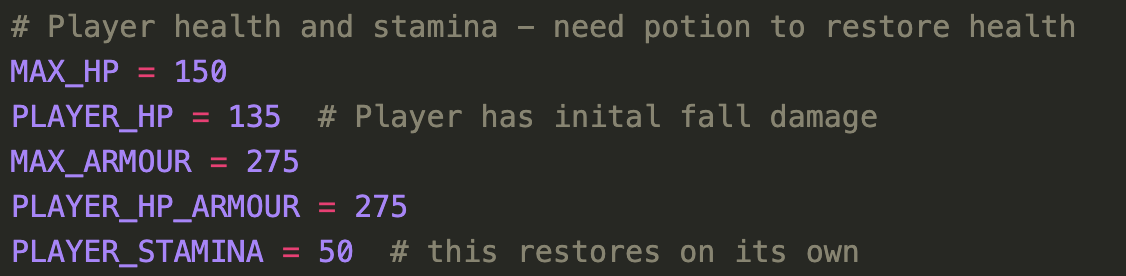 # Player health and stamina – need potion to restore health
MAX_HP = 150
PLAYER_HP = 135  # Player has inital fall damage
MAX_ARMOUR = 275
PLAYER_HP_ARMOUR = 275
PLAYER_STAMINA = 50  # this restores on its own